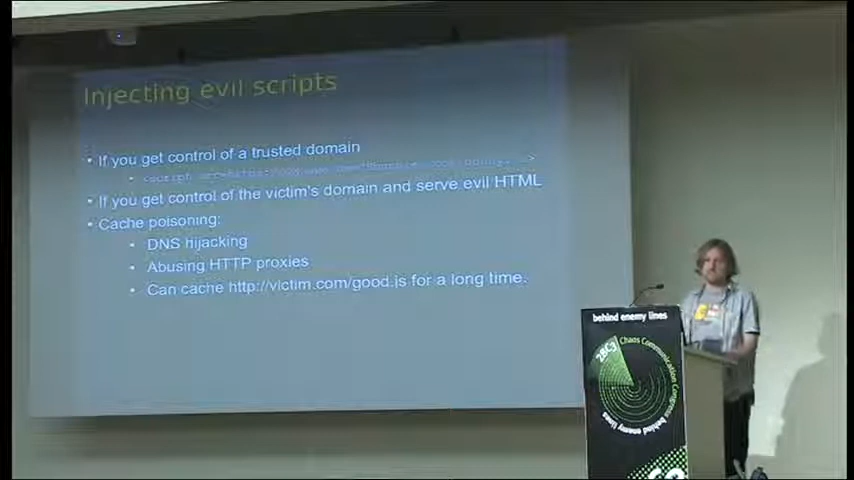 Injecting evil scripts
• If you get control of a trusted domain
• If you get control of the victim's domain and serve evil HTML
• Cache poisoning:
• DNS hijacking
• Abusing HTTP proxies
• Can cache http://victim.com/good.js for a long time.
behind enemy lines
28C3
Chaos Communication Congress
behind enemy lines